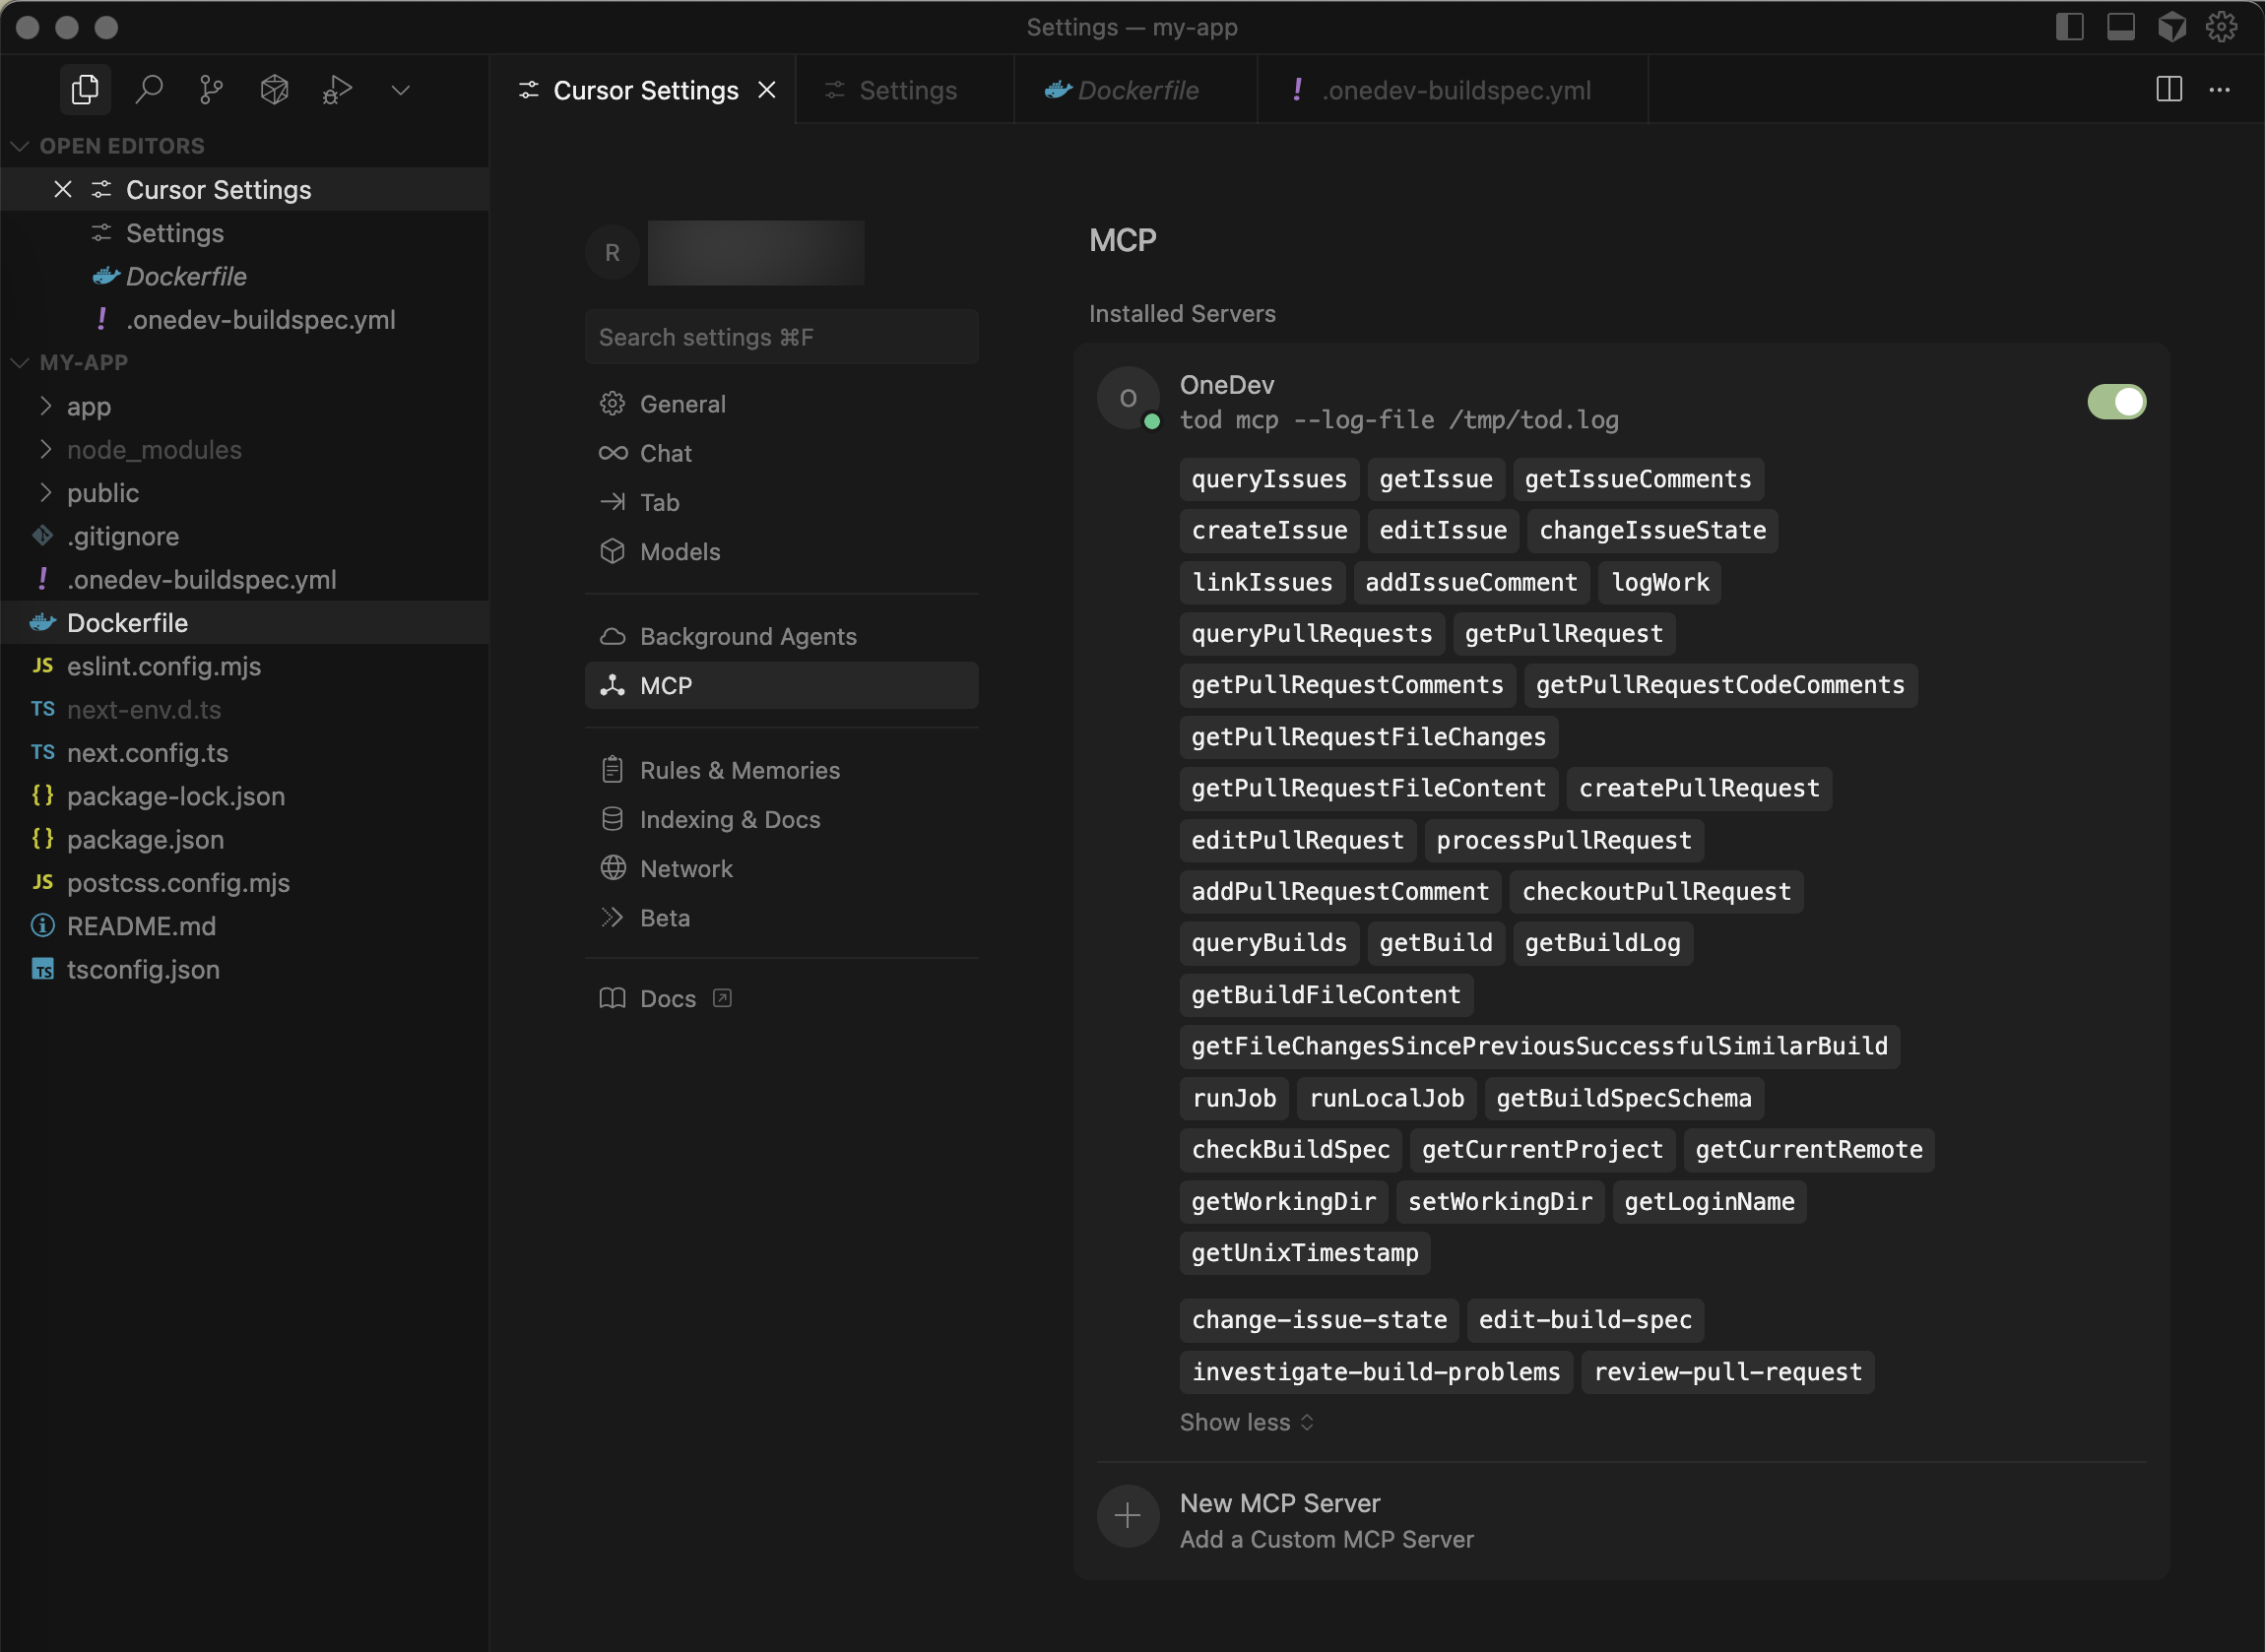 Settings — my-app
Cursor Settings
Settings
Dockerfile
! .onedev-buildspec.yml
OPEN EDITORS
Cursor Settings
Settings
Dockerfile
! .onedev-buildspec.yml
MY-APP
app
node_modules
public
.gitignore
! .onedev-buildspec.yml
Dockerfile
JS eslint.config.mjs
TS next-env.d.ts
TS next.config.ts
{} package-lock.json
{} package.json
JS postcss.config.mjs
README.md
TS tsconfig.json
R
Search settings ⌘F
General
Chat
Tab
Models
Background Agents
MCP
Rules & Memories
Indexing & Docs
Network
Beta
Docs
MCP
Installed Servers
O
OneDev
tod mcp --log-file /tmp/tod.log
queryIssues getIssue getIssueComments
createIssue editIssue changeIssueState
linkIssues addIssueComment logWork
queryPullRequests getPullRequest
getPullRequestComments getPullRequestCodeComments
getPullRequestFileChanges
getPullRequestFileContent createPullRequest
editPullRequest processPullRequest
addPullRequestComment checkoutPullRequest
queryBuilds getBuild getBuildLog
getBuildFileContent
getFileChangesSincePreviousSuccessfulSimilarBuild
runJob runLocalJob getBuildSpecSchema
checkBuildSpec getCurrentProject getCurrentRemote
getWorkingDir setWorkingDir getLoginName
getUnixTimestamp
change-issue-state edit-build-spec
investigate-build-problems review-pull-request
Show less
New MCP Server
Add a Custom MCP Server